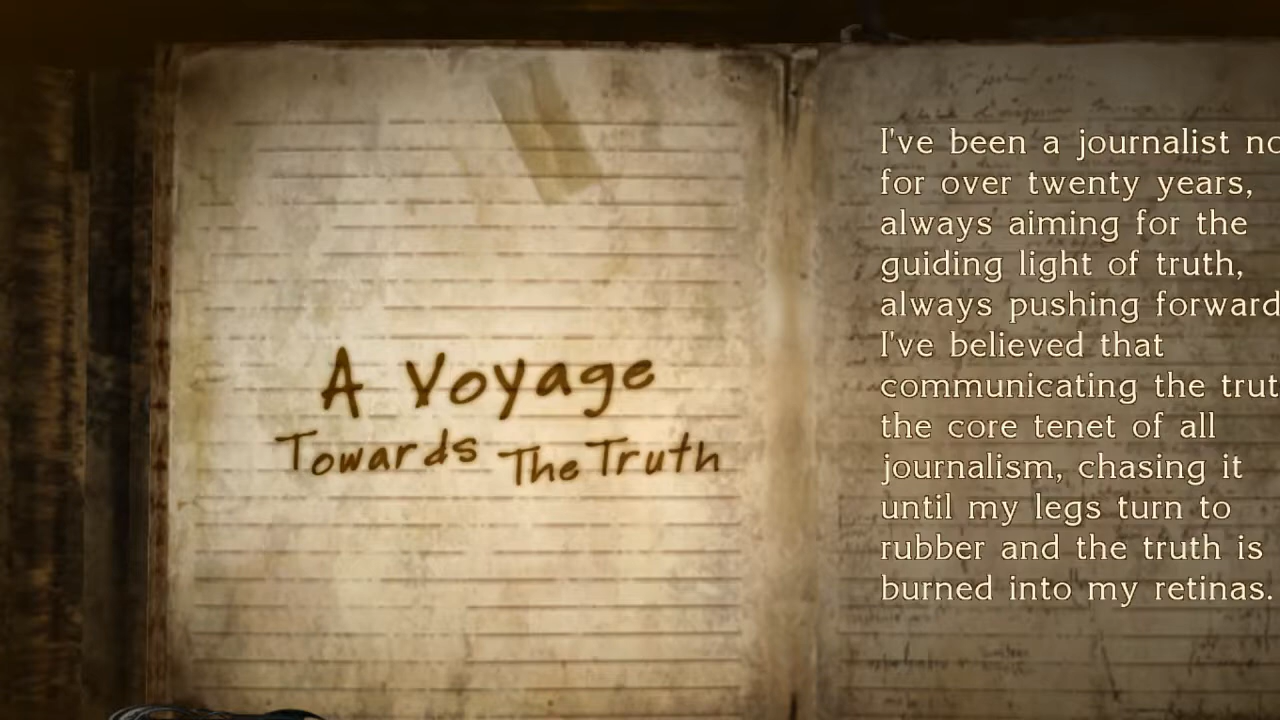 A Voyage
Towards The Truth
I've been a journalist no
for over twenty years,
always aiming for the
guiding light of truth,
always pushing forward
I've believed that
communicating the trut
the core tenet of all
journalism, chasing it
until my legs turn to
rubber and the truth is
burned into my retinas.